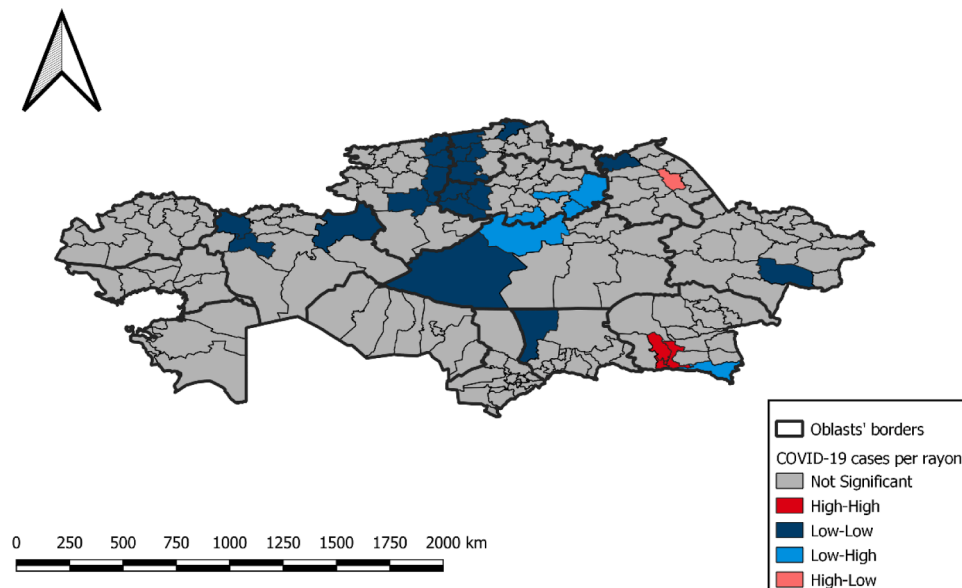 Oblasts' borders
COVID-19 cases per rayon
Not Significant
High-High
Low-Low
Low-High
High-Low
0 250 500 750 1000 1250 1500 1750 2000 km